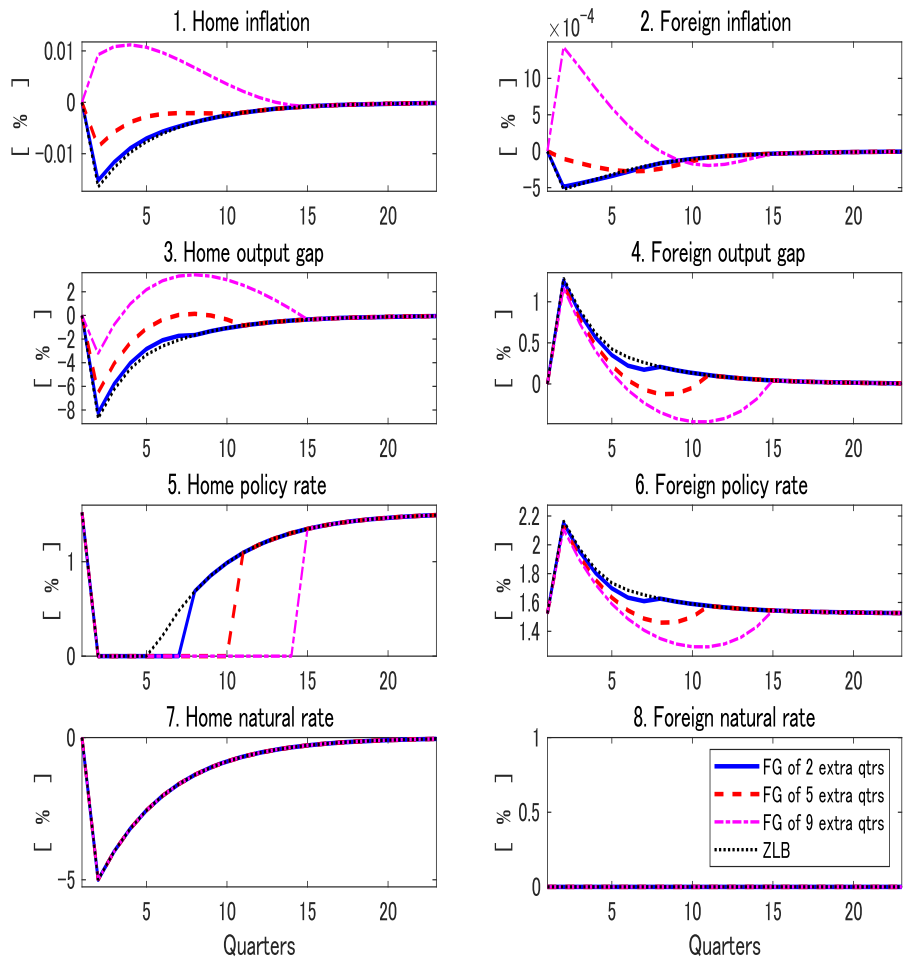 1. Home inflation
0.01
0
-0.01
[ % ]
5 10 15 20
2. Foreign inflation
×10⁻⁴
10
5
0
-5
[ % ]
5 10 15 20
3. Home output gap
2
0
-2
-4
-6
-8
[ % ]
5 10 15 20
4. Foreign output gap
1
0.5
0
[ % ]
5 10 15 20
5. Home policy rate
1
0
[ % ]
5 10 15 20
6. Foreign policy rate
2.2
2
1.8
1.6
1.4
[ % ]
5 10 15 20
7. Home natural rate
0
-5
[ % ]
5 10 15 20
Quarters
8. Foreign natural rate
1
0.5
0
[ % ]
FG of 2 extra qtrs
FG of 5 extra qtrs
FG of 9 extra qtrs
ZLB
5 10 15 20
Quarters